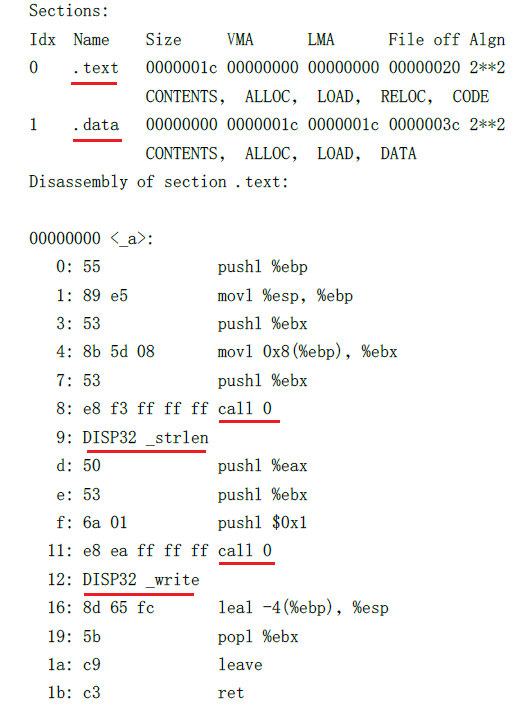 Sections:
Idx Name Size VMA LMA File off Algn
0 .text 0000001c 00000000 00000000 00000020 2**2
CONTENTS, ALLOC, LOAD, RELOC, CODE
1 .data 00000000 0000001c 0000001c 0000003c 2**2
CONTENTS, ALLOC, LOAD, DATA
Disassembly of section .text:
00000000 <_a>:
0: 55 pushl %ebp
1: 89 e5 movl %esp, %ebp
3: 53 pushl %ebx
4: 8b 5d 08 movl 0x8(%ebp), %ebx
7: 53 pushl %ebx
8: e8 f3 ff ff ff call 0
9: DISP32 _strlen
d: 50 pushl %eax
e: 53 pushl %ebx
f: 6a 01 pushl $0x1
11: e8 ea ff ff ff call 0
12: DISP32 _write
16: 8d 65 fc leal -4(%ebp), %esp
19: 5b popl %ebx
1a: c9 leave
1b: c3 ret